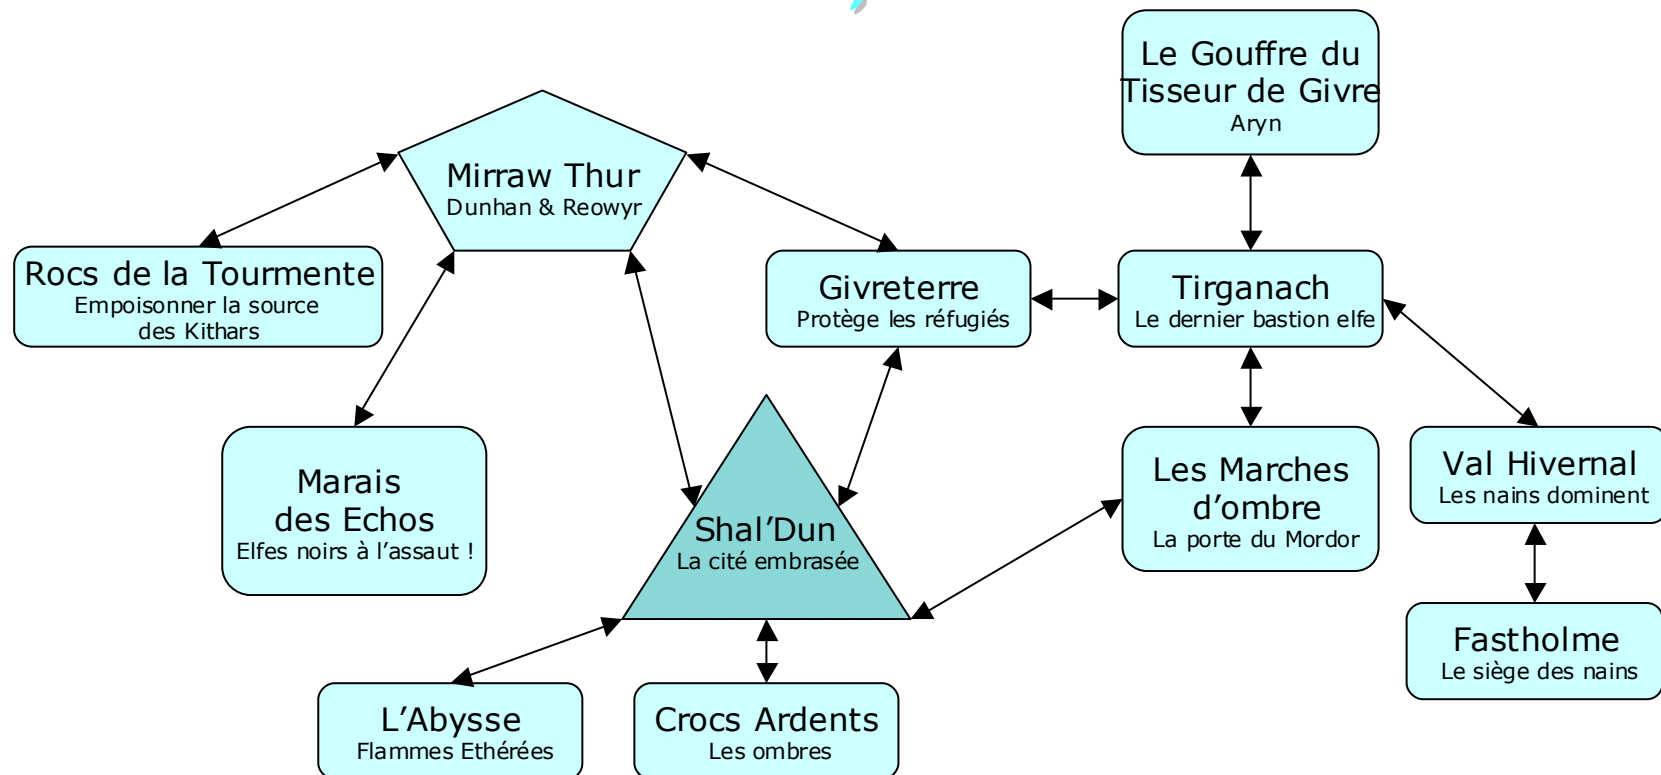 Le Gouffre du
Tisseur de Givre
Aryn
Mirraw Thur
Dunhan & Reowyr
Rocs de la Tourmente
Empoisonner la source
des Kithars
Givreterre
Protège les réfugiés
Tirganach
Le dernier bastion elfe
Marais
des Echos
Elfes noirs à l'assaut !
Shal'Dun
La cité embrasée
Les Marches
d'ombre
La porte du Mordor
Val Hivernal
Les nains dominent
Fastholme
Le siège des nains
L'Abysse
Flammes Ethérées
Crocs Ardents
Les ombres